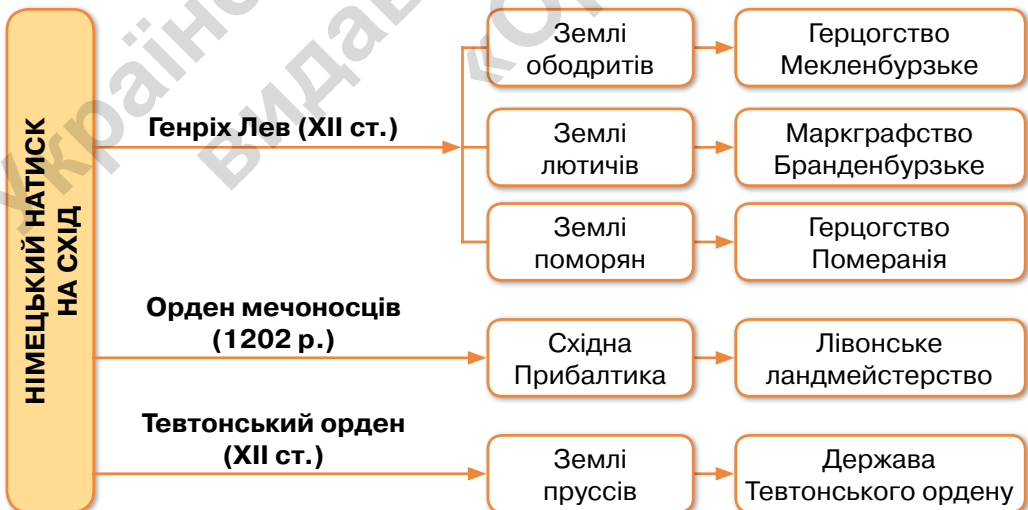 НІМЕЦЬКИЙ НАТИСК
НА СХІД
Генріх Лев (XII ст.)
Землі
ободритів
Герцогство
Мекленбурзьке
Землі
лютичів
Маркграфство
Бранденбурзьке
Землі
поморян
Герцогство
Померанія
Орден мечоносців
(1202 р.)
Східна
Прибалтика
Лівонське
ландмейстерство
Тевтонський орден
(XII ст.)
Землі
пруссів
Держава
Тевтонського ордену